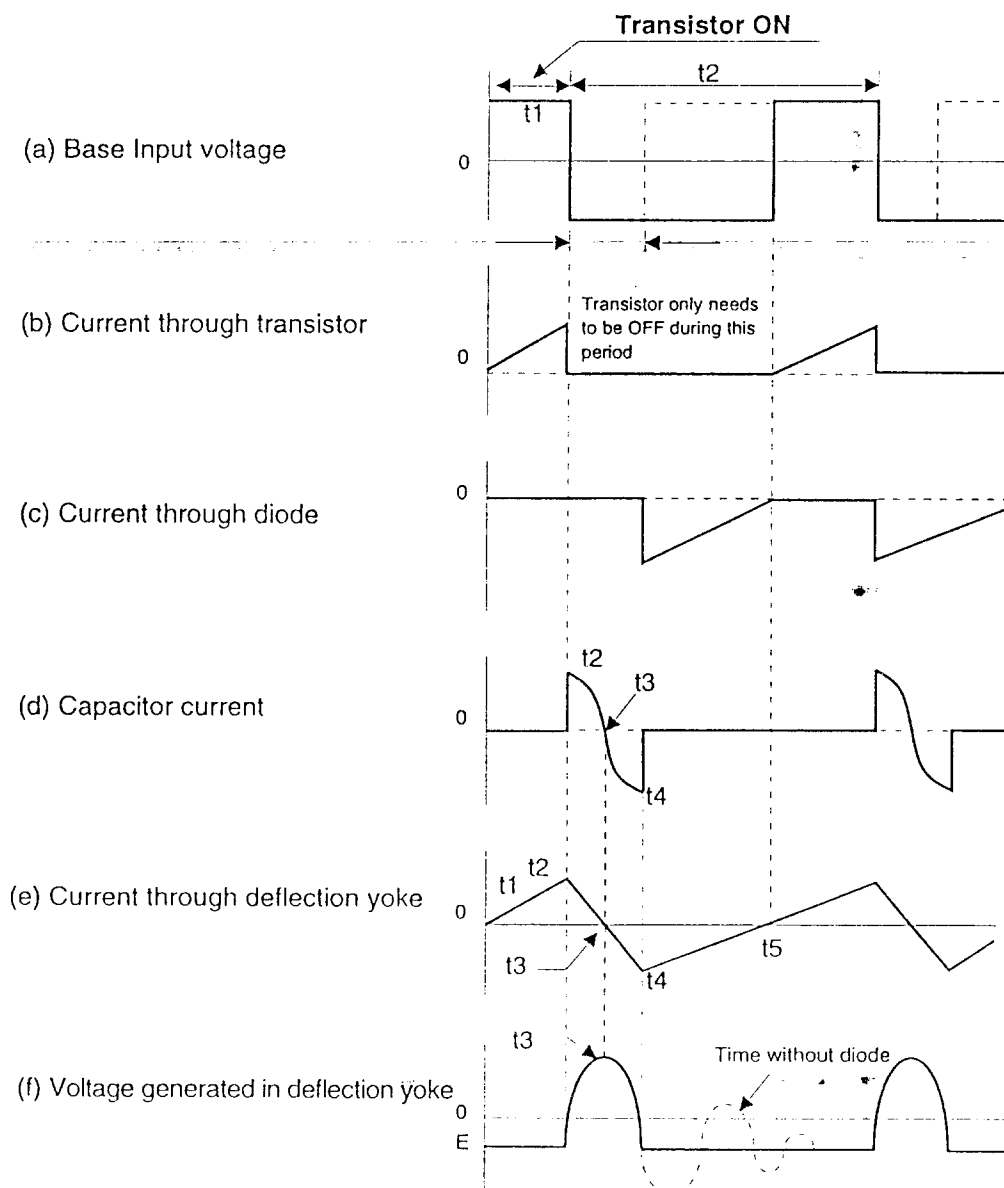 Transistor ON
t2
t1
(a) Base Input voltage
0
(b) Current through transistor
Transistor only needs
to be OFF during this
period
0
0
(c) Current through diode
t2
t3
(d) Capacitor current
0
t4
t2
t1
(e) Current through deflection yoke
0
t5
t3
t4
t3
Time without diode
(f) Voltage generated in deflection yoke
0
E